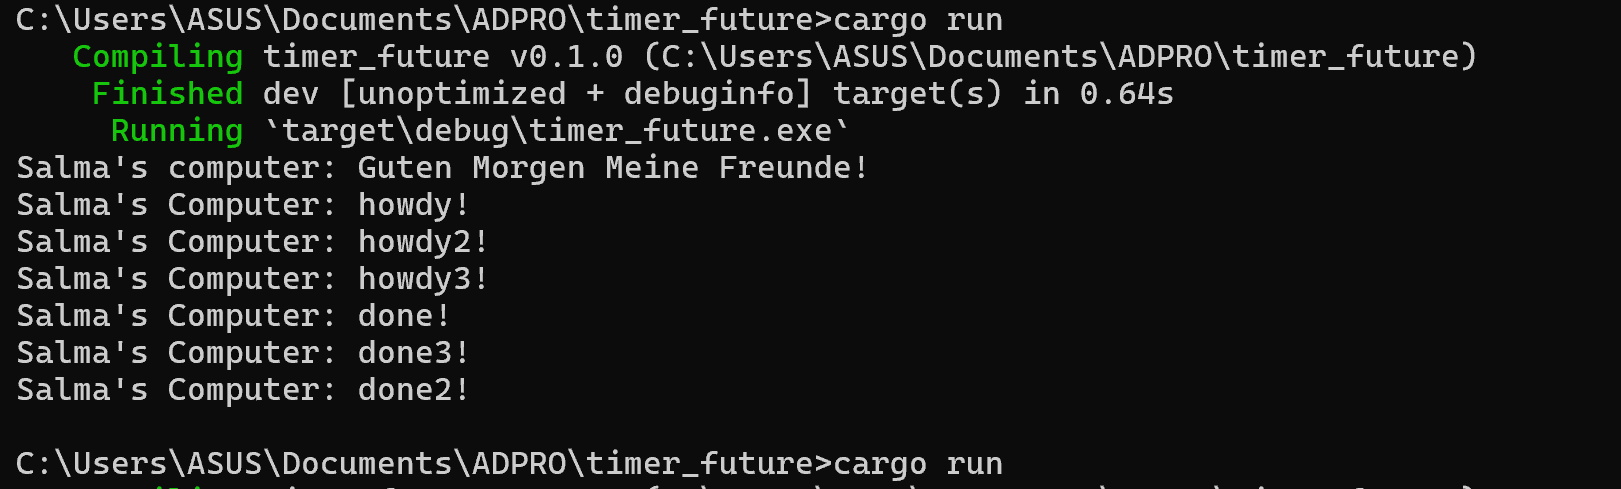 C:\Users\ASUS\Documents\ADPRO\timer_future>cargo run
Compiling timer_future v0.1.0 (C:\Users\ASUS\Documents\ADPRO\timer_future)
Finished dev [unoptimized + debuginfo] target(s) in 0.64s
Running `target\debug\timer_future.exe`
Salma's computer: Guten Morgen Meine Freunde!
Salma's Computer: howdy!
Salma's Computer: howdy2!
Salma's Computer: howdy3!
Salma's Computer: done!
Salma's Computer: done3!
Salma's Computer: done2!
C:\Users\ASUS\Documents\ADPRO\timer_future>cargo run